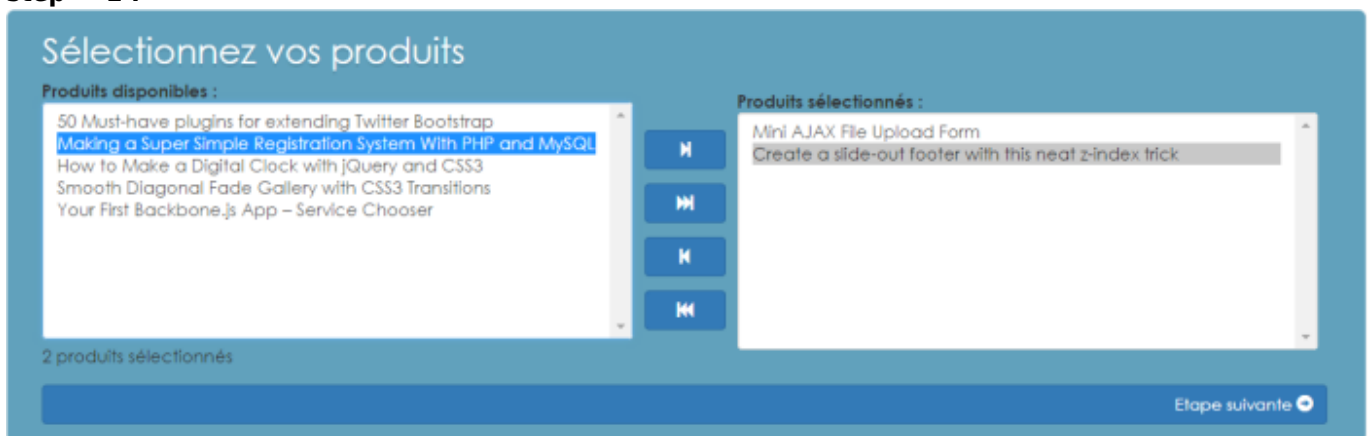 Sélectionnez vos produits
Produits disponibles :
50 Must-have plugins for extending Twitter Bootstrap
Making a Super Simple Registration System With PHP and MySQL
How to Make a Digital Clock with jQuery and CSS3
Smooth Diagonal Fade Gallery with CSS3 Transitions
Your First Backbone.js App – Service Chooser
2 produits sélectionnés
Produits sélectionnés :
Mini AJAX File Upload Form
Create a slide-out footer with this neat z-index trick
Etape suivante